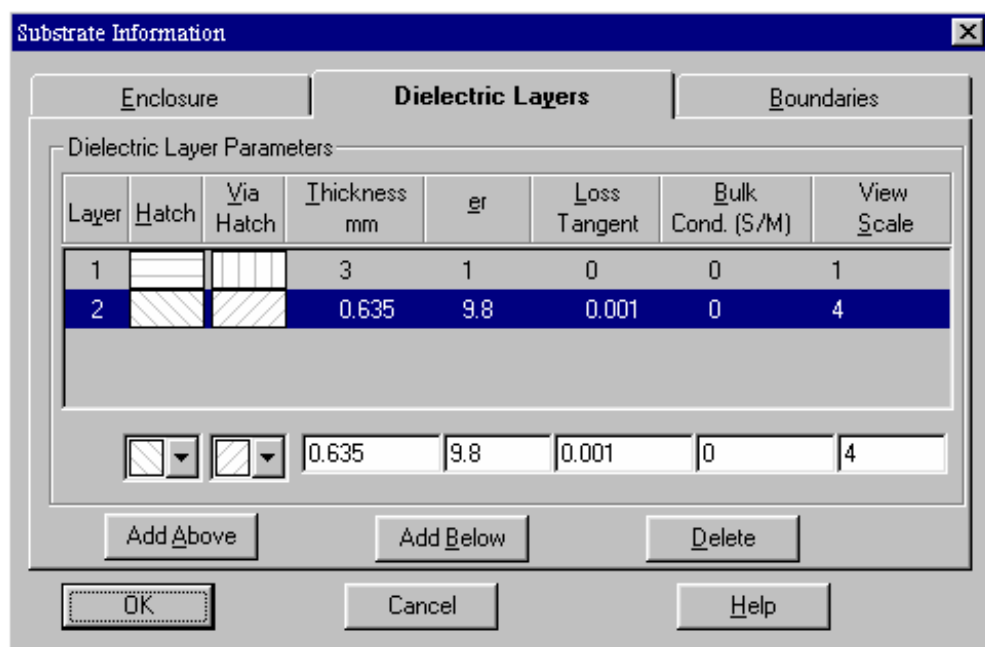 Substrate Information
Enclosure Dielectric Layers Boundaries
Dielectric Layer Parameters
Layer Hatch Via Hatch Thickness mm er Loss Tangent Bulk Cond. (S/M) View Scale
1 3 1 0 0 1
2 0.635 9.8 0.001 0 4
0.635 9.8 0.001 0 4
Add Above Add Below Delete
OK Cancel Help